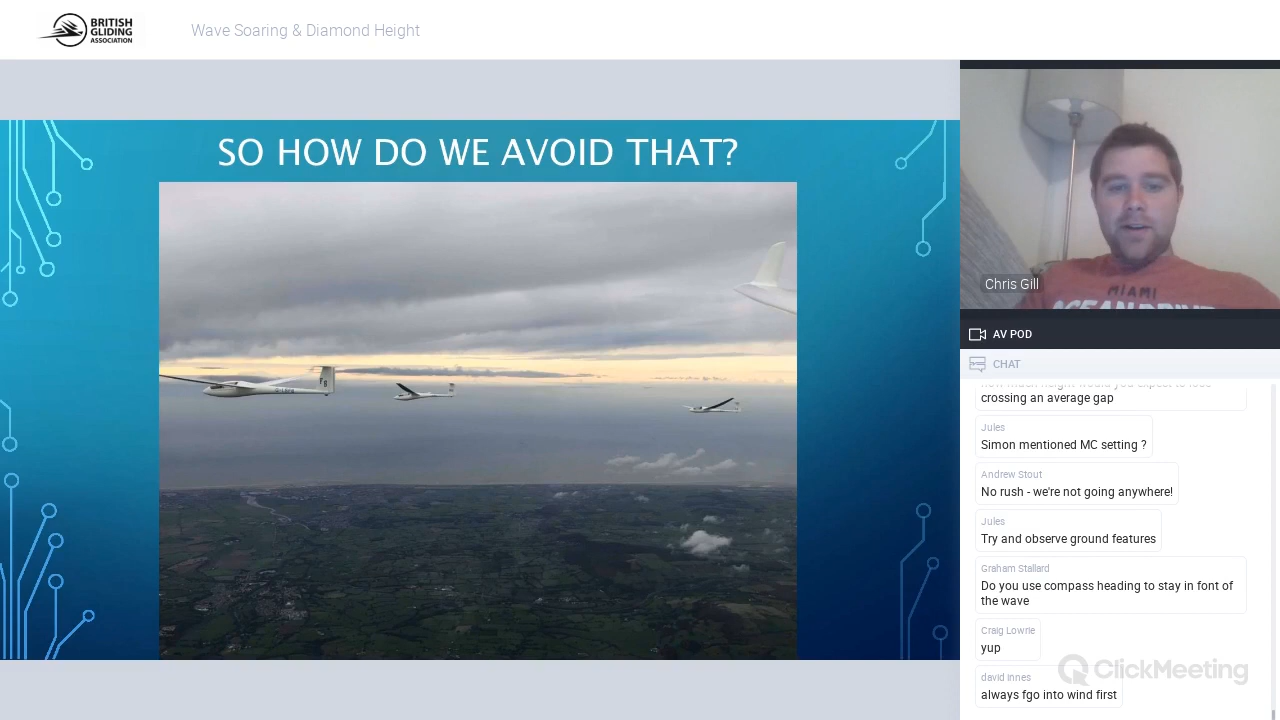 BRITISH
GLIDING
ASSOCIATION
Wave Soaring & Diamond Height
SO HOW DO WE AVOID THAT?
Chris Gill
MIAMI
OCEAN DRIVE
AV POD
CHAT
crossing an average gap
Jules
Simon mentioned MC setting ?
Andrew Stout
No rush - we're not going anywhere!
Jules
Try and observe ground features
Graham Stallard
Do you use compass heading to stay in font of
the wave
Craig Lowrie
yup
david innes
always fgo into wind first
ClickMeeting